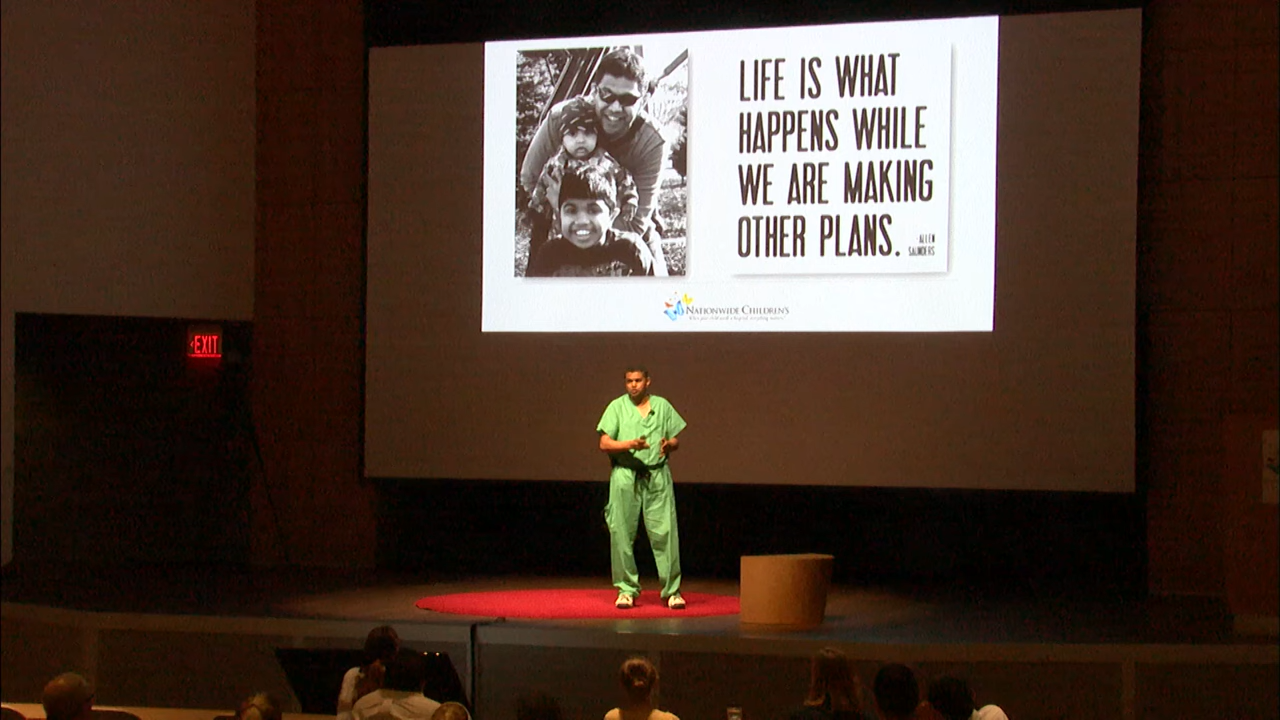 LIFE IS WHAT
HAPPENS WHILE
WE ARE MAKING
OTHER PLANS.
-ALLEN
SAUNDERS
NATIONWIDE CHILDREN'S
EXIT